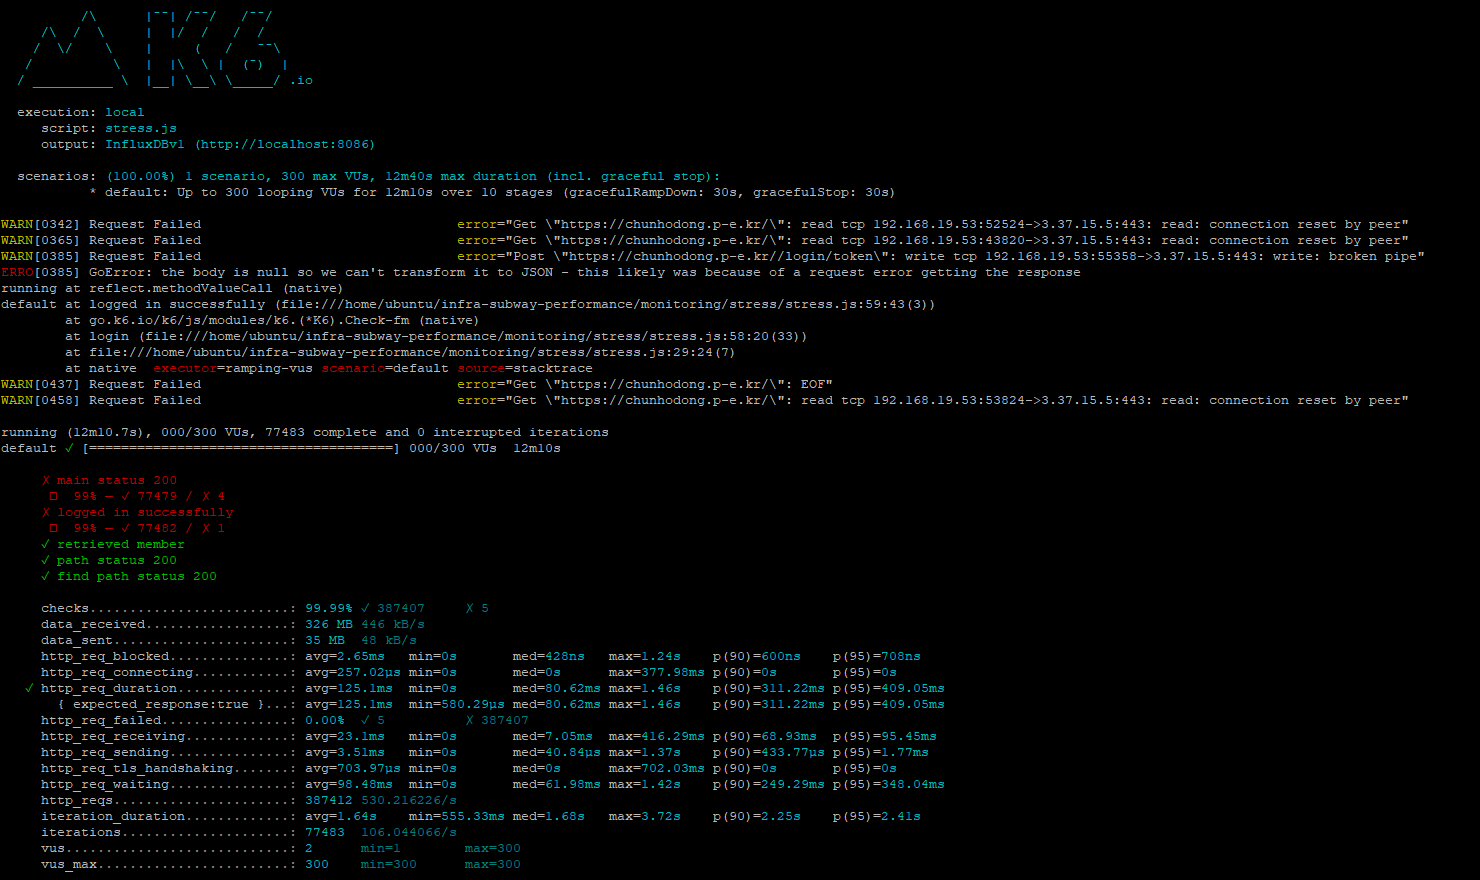 /\      |‾‾| /‾‾/   /‾‾/
    /\  /  \     |  |/  /   /  /
   /  \/    \    |     (   /   ‾‾\
  /          \   |  |\  \ |  (‾)  |
 / __________ \  |__| \__\ \_____/ .io
execution: local
script: stress.js
output: InfluxDBv1 (http://localhost:8086)
scenarios: (100.00%) 1 scenario, 300 max VUs, 12m40s max duration (incl. graceful stop):
* default: Up to 300 looping VUs for 12m10s over 10 stages (gracefulRampDown: 30s, gracefulStop: 30s)
WARN[0342] Request Failed error="Get \"https://chunhodong.p-e.kr/\": read tcp 192.168.19.53:52524->3.37.15.5:443: read: connection reset by peer"
WARN[0365] Request Failed error="Get \"https://chunhodong.p-e.kr/\": read tcp 192.168.19.53:43820->3.37.15.5:443: read: connection reset by peer"
WARN[0385] Request Failed error="Post \"https://chunhodong.p-e.kr//login/token\": write tcp 192.168.19.53:55358->3.37.15.5:443: write: broken pipe"
ERRO[0385] GoError: the body is null so we can't transform it to JSON - this likely was because of a request error getting the response
running at reflect.methodValueCall (native)
default at logged in successfully (file:///home/ubuntu/infra-subway-performance/monitoring/stress/stress.js:59:43(3))
at go.k6.io/k6/js/modules/k6.(*K6).Check-fm (native)
at login (file:///home/ubuntu/infra-subway-performance/monitoring/stress/stress.js:58:20(33))
at file:///home/ubuntu/infra-subway-performance/monitoring/stress/stress.js:29:24(7)
at native executor=ramping-vus scenario=default source=stacktrace
WARN[0437] Request Failed error="Get \"https://chunhodong.p-e.kr/\": EOF"
WARN[0458] Request Failed error="Get \"https://chunhodong.p-e.kr/\": read tcp 192.168.19.53:53824->3.37.15.5:443: read: connection reset by peer"
running (12m10.7s), 000/300 VUs, 77483 complete and 0 interrupted iterations
default ✓ [======================================] 000/300 VUs  12m10s
✗ main status 200
99% — ✓ 77479 / ✗ 4
✗ logged in successfully
99% — ✓ 77482 / ✗ 1
✓ retrieved member
✓ path status 200
✓ find path status 200
checks.........................: 99.99% ✓ 387407 ✗ 5
data_received..................: 326 MB 446 kB/s
data_sent......................: 35 MB 48 kB/s
http_req_blocked...............: avg=2.65ms min=0s med=428ns max=1.24s p(90)=600ns p(95)=708ns
http_req_connecting............: avg=257.02µs min=0s med=0s max=377.98ms p(90)=0s p(95)=0s
✓ http_req_duration..............: avg=125.1ms min=0s med=80.62ms max=1.46s p(90)=311.22ms p(95)=409.05ms
{ expected_response:true }...: avg=125.1ms min=580.29µs med=80.62ms max=1.46s p(90)=311.22ms p(95)=409.05ms
http_req_failed................: 0.00% ✓ 5 ✗ 387407
http_req_receiving.............: avg=23.1ms min=0s med=7.05ms max=416.29ms p(90)=68.93ms p(95)=95.45ms
http_req_sending...............: avg=3.51ms min=0s med=40.84µs max=1.37s p(90)=433.77µs p(95)=1.77ms
http_req_tls_handshaking.......: avg=703.97µs min=0s med=0s max=702.03ms p(90)=0s p(95)=0s
http_req_waiting...............: avg=98.48ms min=0s med=61.98ms max=1.42s p(90)=249.29ms p(95)=348.04ms
http_reqs......................: 387412 530.216226/s
iteration_duration.............: avg=1.64s min=555.33ms med=1.68s max=3.72s p(90)=2.25s p(95)=2.41s
iterations.....................: 77483 106.044066/s
vus............................: 2 min=1 max=300
vus_max........................: 300 min=300 max=300